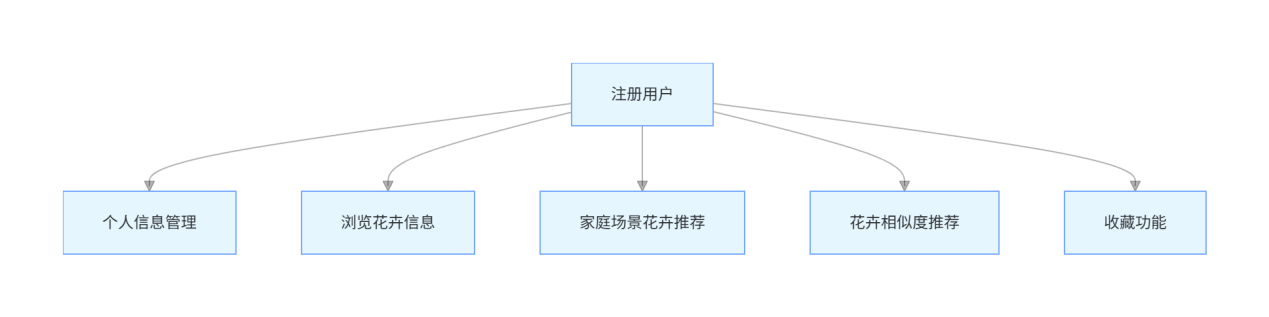 注册用户
个人信息管理
浏览花卉信息
家庭场景花卉推荐
花卉相似度推荐
收藏功能